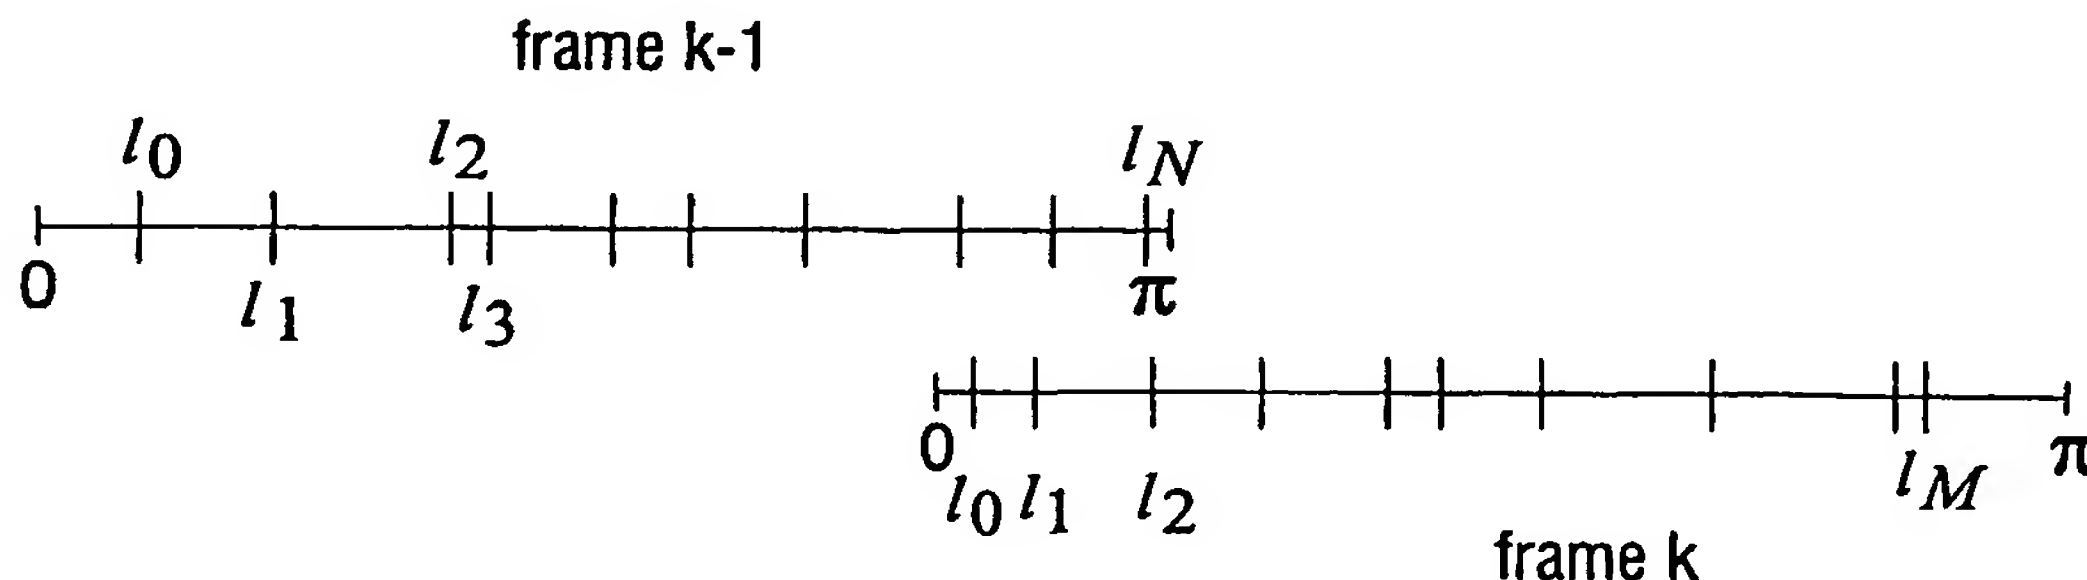 frame k-1
l0 l2 lN
0 l1 l3 π
0 l0 l1 l2 lM π
frame k